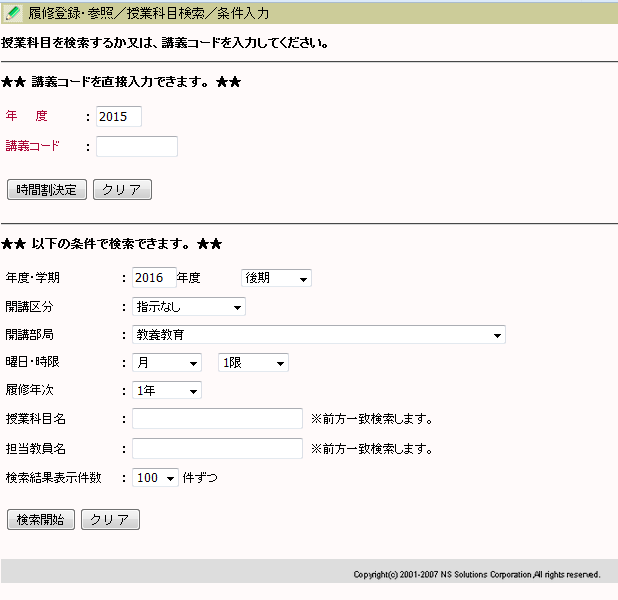 履修登録・参照／授業科目検索／条件入力
授業科目を検索するか又は、講義コードを入力してください。
★★ 講義コードを直接入力できます。 ★★
年 度 : 2015
講義コード :
時間割決定 クリア
★★ 以下の条件で検索できます。 ★★
年度・学期 : 2016 年度 後期
開講区分 : 指示なし
開講部局 : 教養教育
曜日・時限 : 月 1限
履修年次 : 1年
授業科目名 : ※前方一致検索します。
担当教員名 : ※前方一致検索します。
検索結果表示件数 : 100 件ずつ
検索開始 クリア
Copyright(c) 2001-2007 NS Solutions Corporation,All rights reserved.